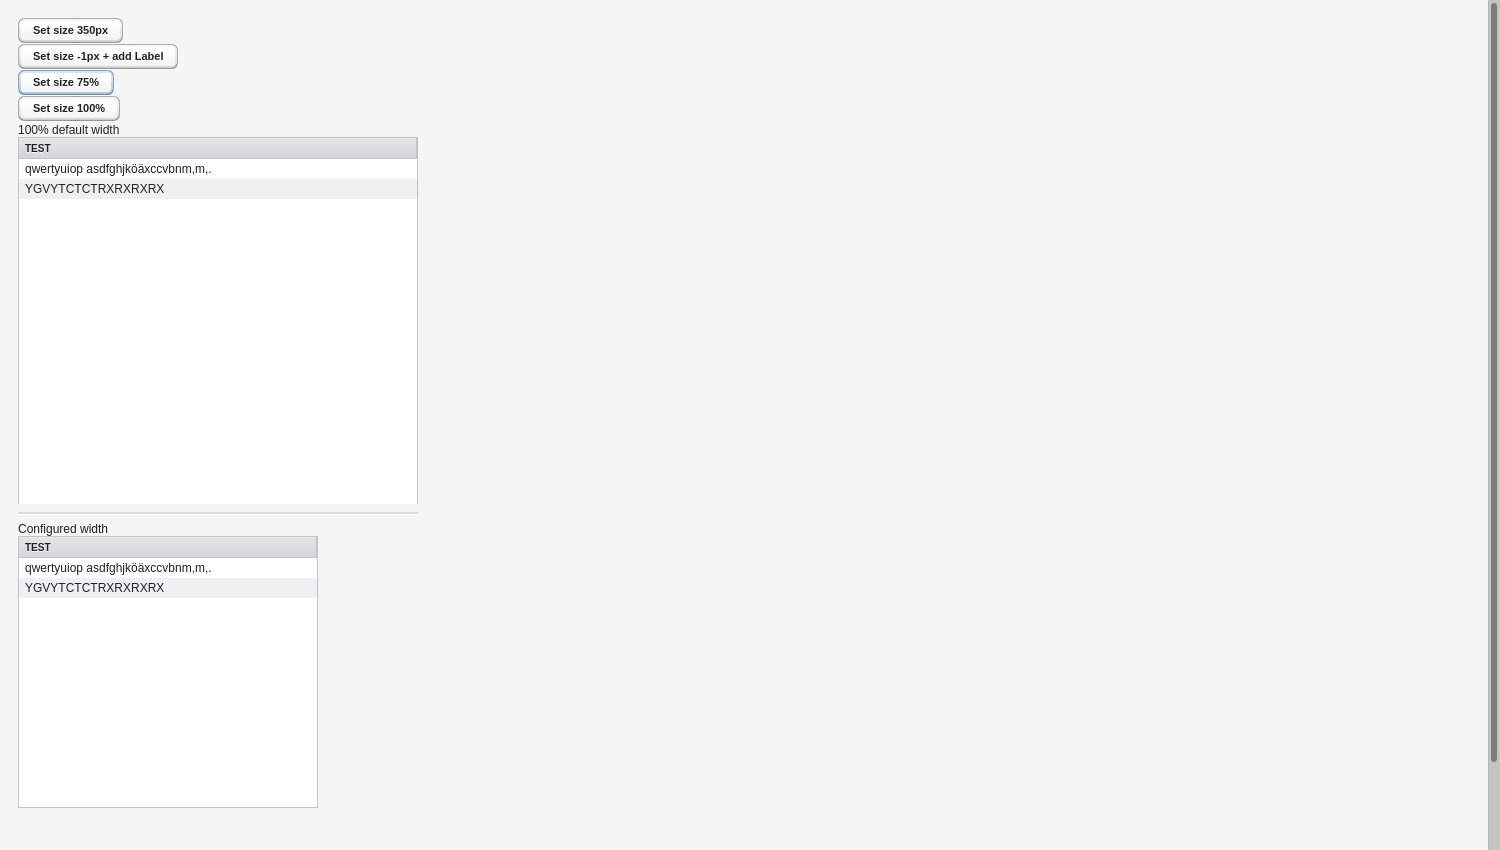 Set size 350px
Set size -1px + add Label
Set size 75%
Set size 100%
100% default width
TEST
qwertyuiop asdfghjköäxccvbnm,m,.
YGVYTCTCTRXRXRXRX
Configured width
TEST
qwertyuiop asdfghjköäxccvbnm,m,.
YGVYTCTCTRXRXRXRX